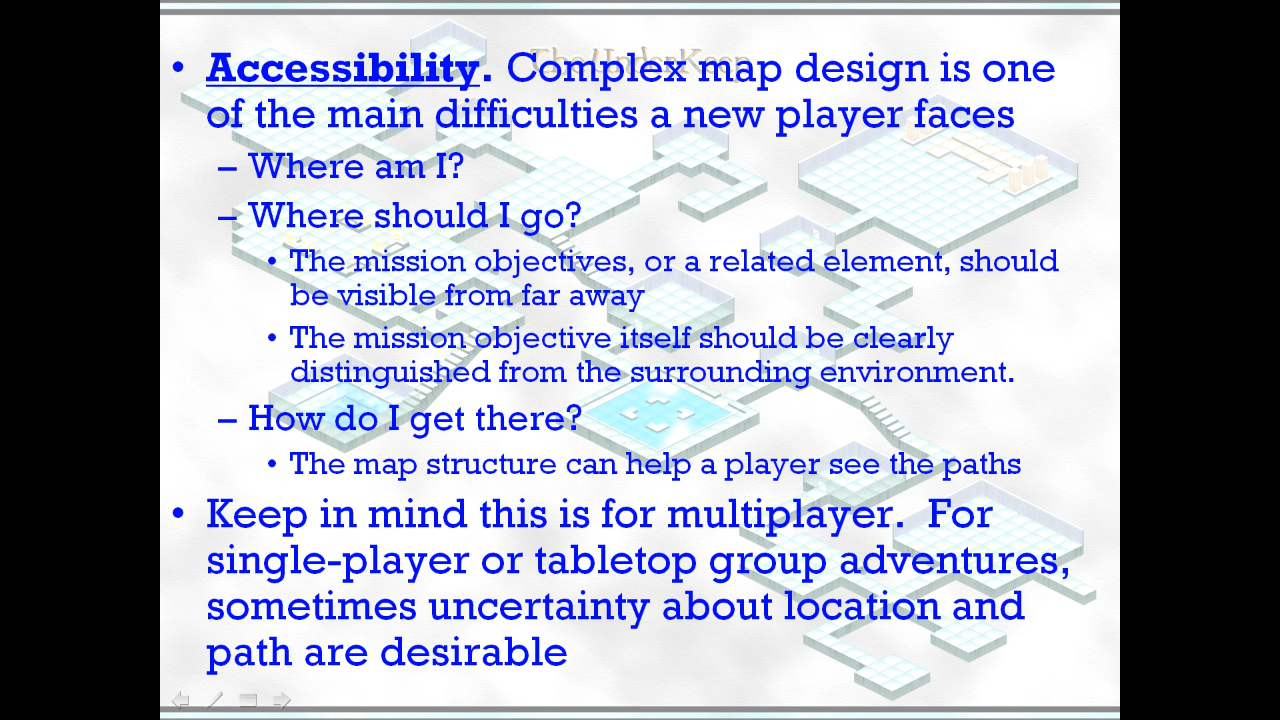 The UnderKeep
• Accessibility. Complex map design is one
of the main difficulties a new player faces
– Where am I?
– Where should I go?
• The mission objectives, or a related element, should
be visible from far away
• The mission objective itself should be clearly
distinguished from the surrounding environment.
– How do I get there?
• The map structure can help a player see the paths
• Keep in mind this is for multiplayer. For
single-player or tabletop group adventures,
sometimes uncertainty about location and
path are desirable